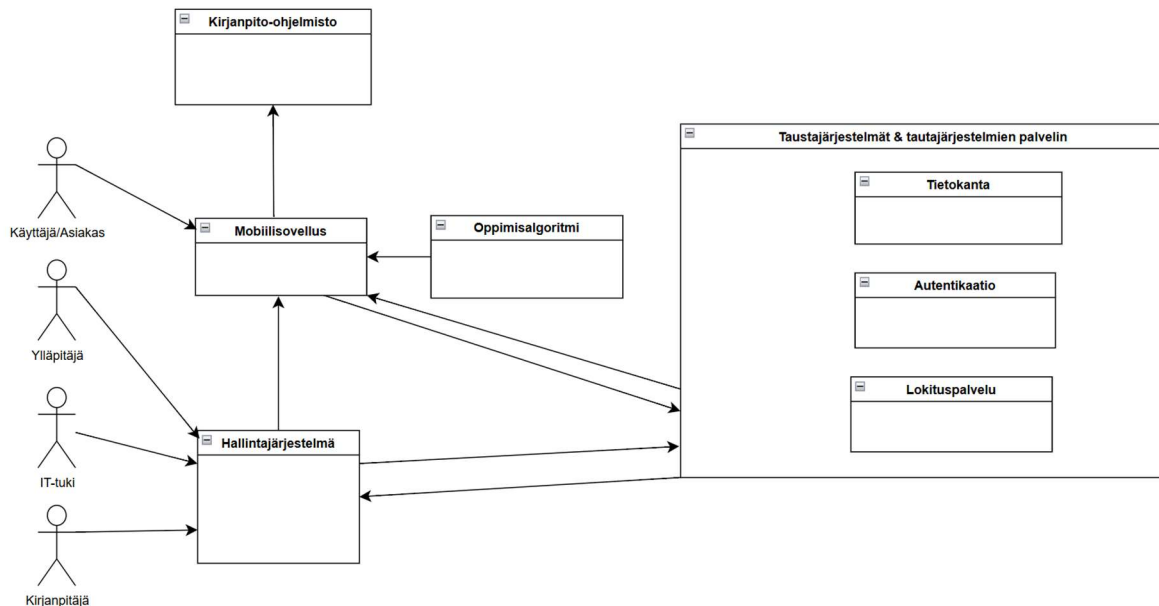 Kirjanpito-ohjelmisto
Taustajärjestelmät & tautajärjestelmien palvelin
Tietokanta
Käyttäjä/Asiakas
Mobiilisovellus
Oppimisalgoritmi
Autentikaatio
Ylläpitäjä
Lokituspalvelu
Hallintajärjestelmä
IT-tuki
Kirjanpitäjä